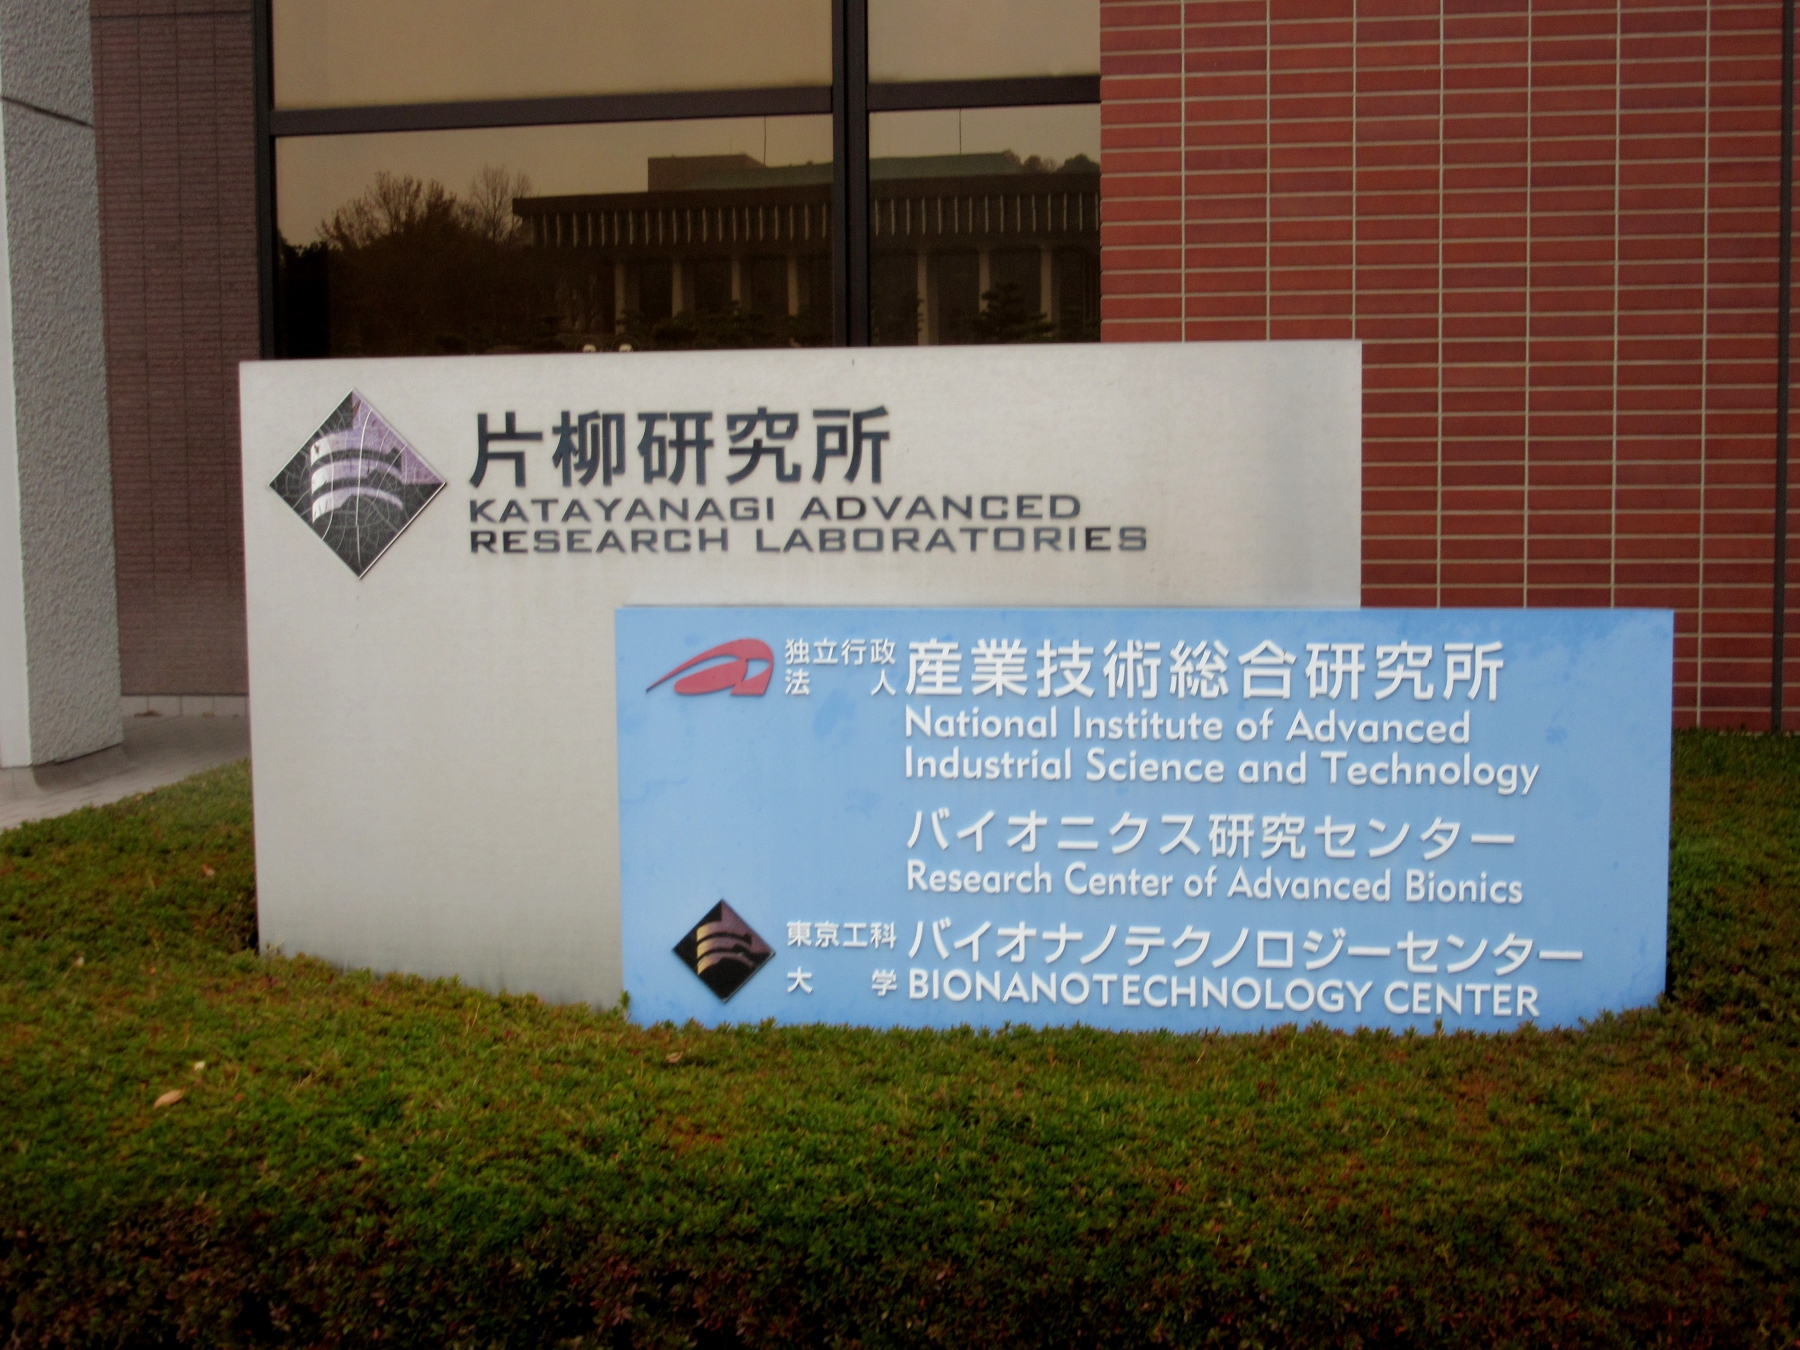 片柳研究所
KATAYANAGI ADVANCED
RESEARCH LABORATORIES
独立行政
法人
産業技術総合研究所
National Institute of Advanced
Industrial Science and Technology
バイオニクス研究センター
Research Center of Advanced Bionics
東京工科
大学
バイオナノテクノロジーセンター
BIONANOTECHNOLOGY CENTER